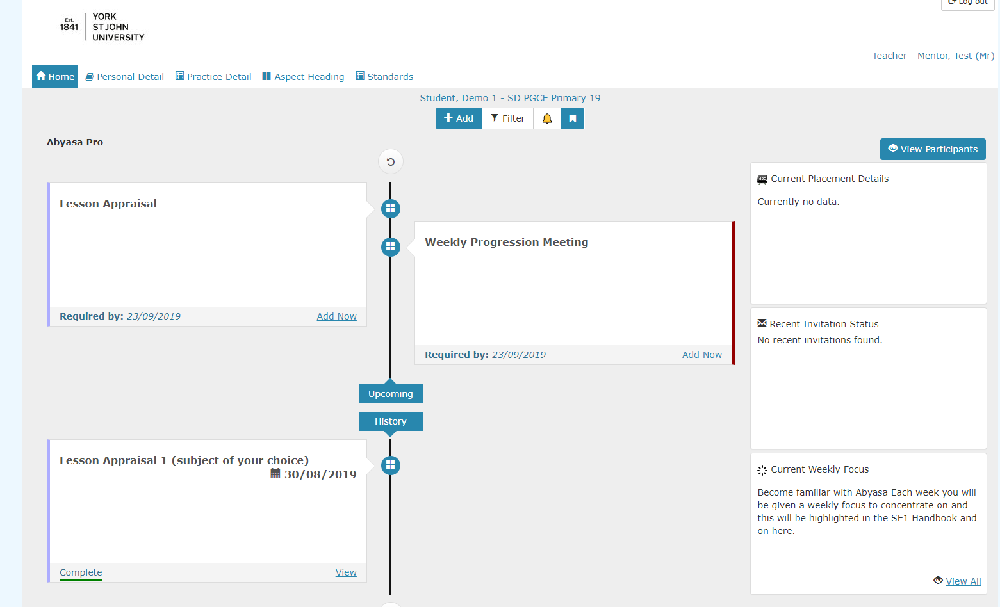 Log out
Est.
1841
YORK
ST JOHN
UNIVERSITY
Teacher - Mentor, Test (Mr)
Home Personal Detail Practice Detail Aspect Heading Standards
Student, Demo 1 - SD PGCE Primary 19
Add Filter
Abyasa Pro
View Participants
Lesson Appraisal
Required by: 23/09/2019 Add Now
Weekly Progression Meeting
Required by: 23/09/2019 Add Now
Upcoming
History
Lesson Appraisal 1 (subject of your choice)
30/08/2019
Complete View
abc Current Placement Details
Currently no data.
Recent Invitation Status
No recent invitations found.
Current Weekly Focus
Become familiar with Abyasa Each week you will
be given a weekly focus to concentrate on and
this will be highlighted in the SE1 Handbook and
on here.
View All